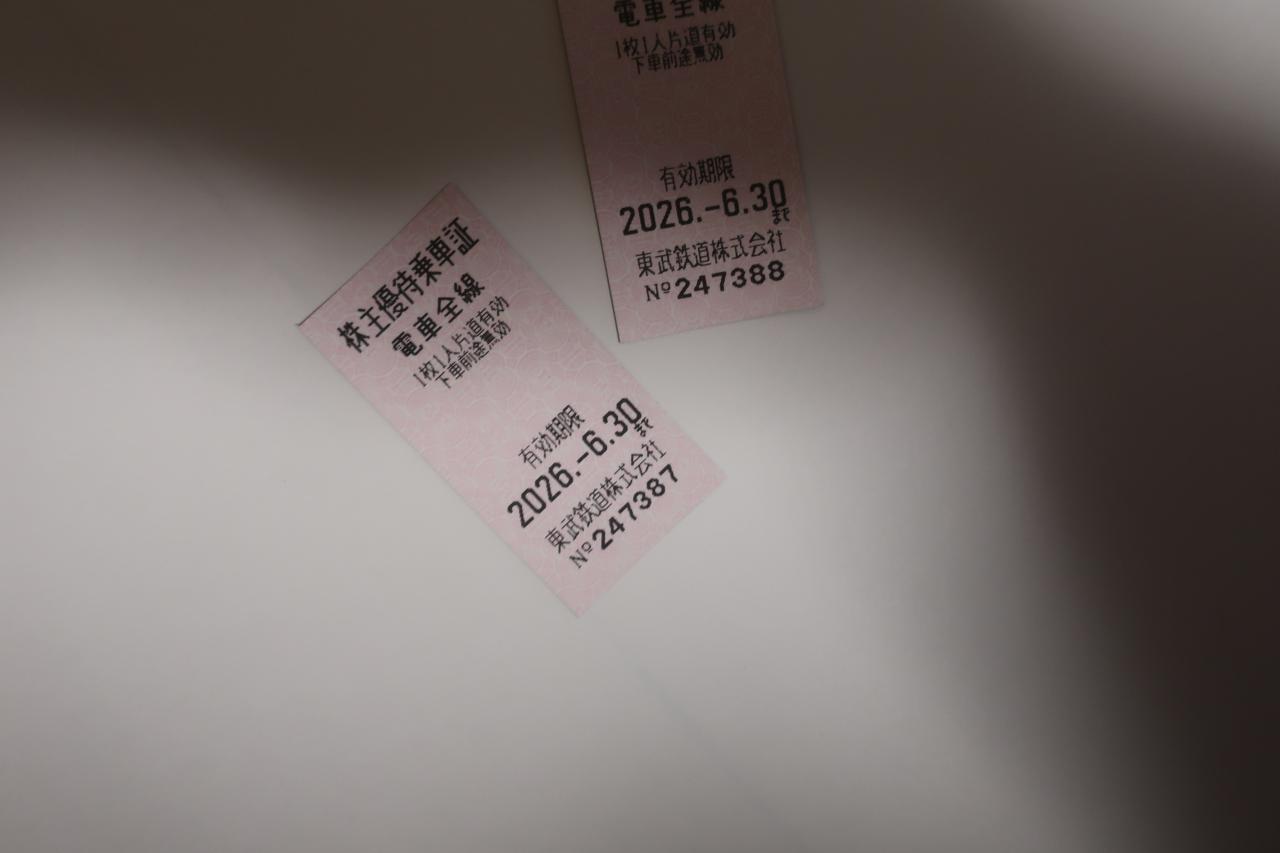 株主優待乗車証
電車全線
1枚1人片道有効
下車前途無効
有効期限
2026.-6.30まで
東武鉄道株式会社
Nº247387
電車全線
1枚1人片道有効
下車前途無効
有効期限
2026.-6.30まで
東武鉄道株式会社
Nº247388